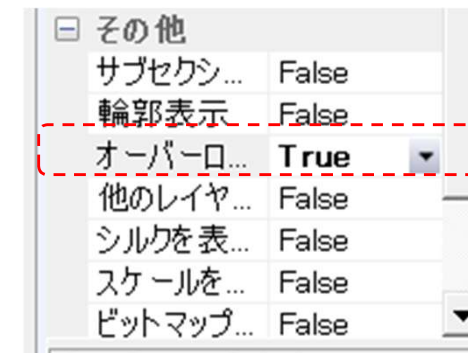 その他
サブセクシ... False
輪郭表示 False
オーバーロ... True
他のレイヤ... False
シルクを表... False
スケールを... False
ビットマップ... False